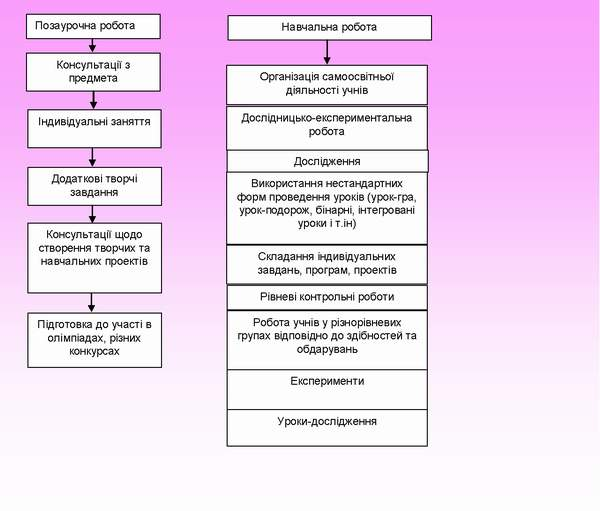 Позаурочна робота
Консультації з
предмета
Індивідуальні заняття
Додаткові творчі
завдання
Консультації щодо
створення творчих та
навчальних проектів
Підготовка до участі в
олімпіадах, різних
конкурсах
Навчальна робота
Організація самоосвітньої
діяльності учнів
Дослідницько-експериментальна
робота
Дослідження
Використання нестандартних
форм проведення уроків (урок-гра,
урок-подорож, бінарні, інтегровані
уроки і т.ін)
Складання індивідуальних
завдань, програм, проектів
Рівневі контрольні роботи
Робота учнів у різнорівневих
групах відповідно до здібностей та
обдарувань
Експерименти
Уроки-дослідження